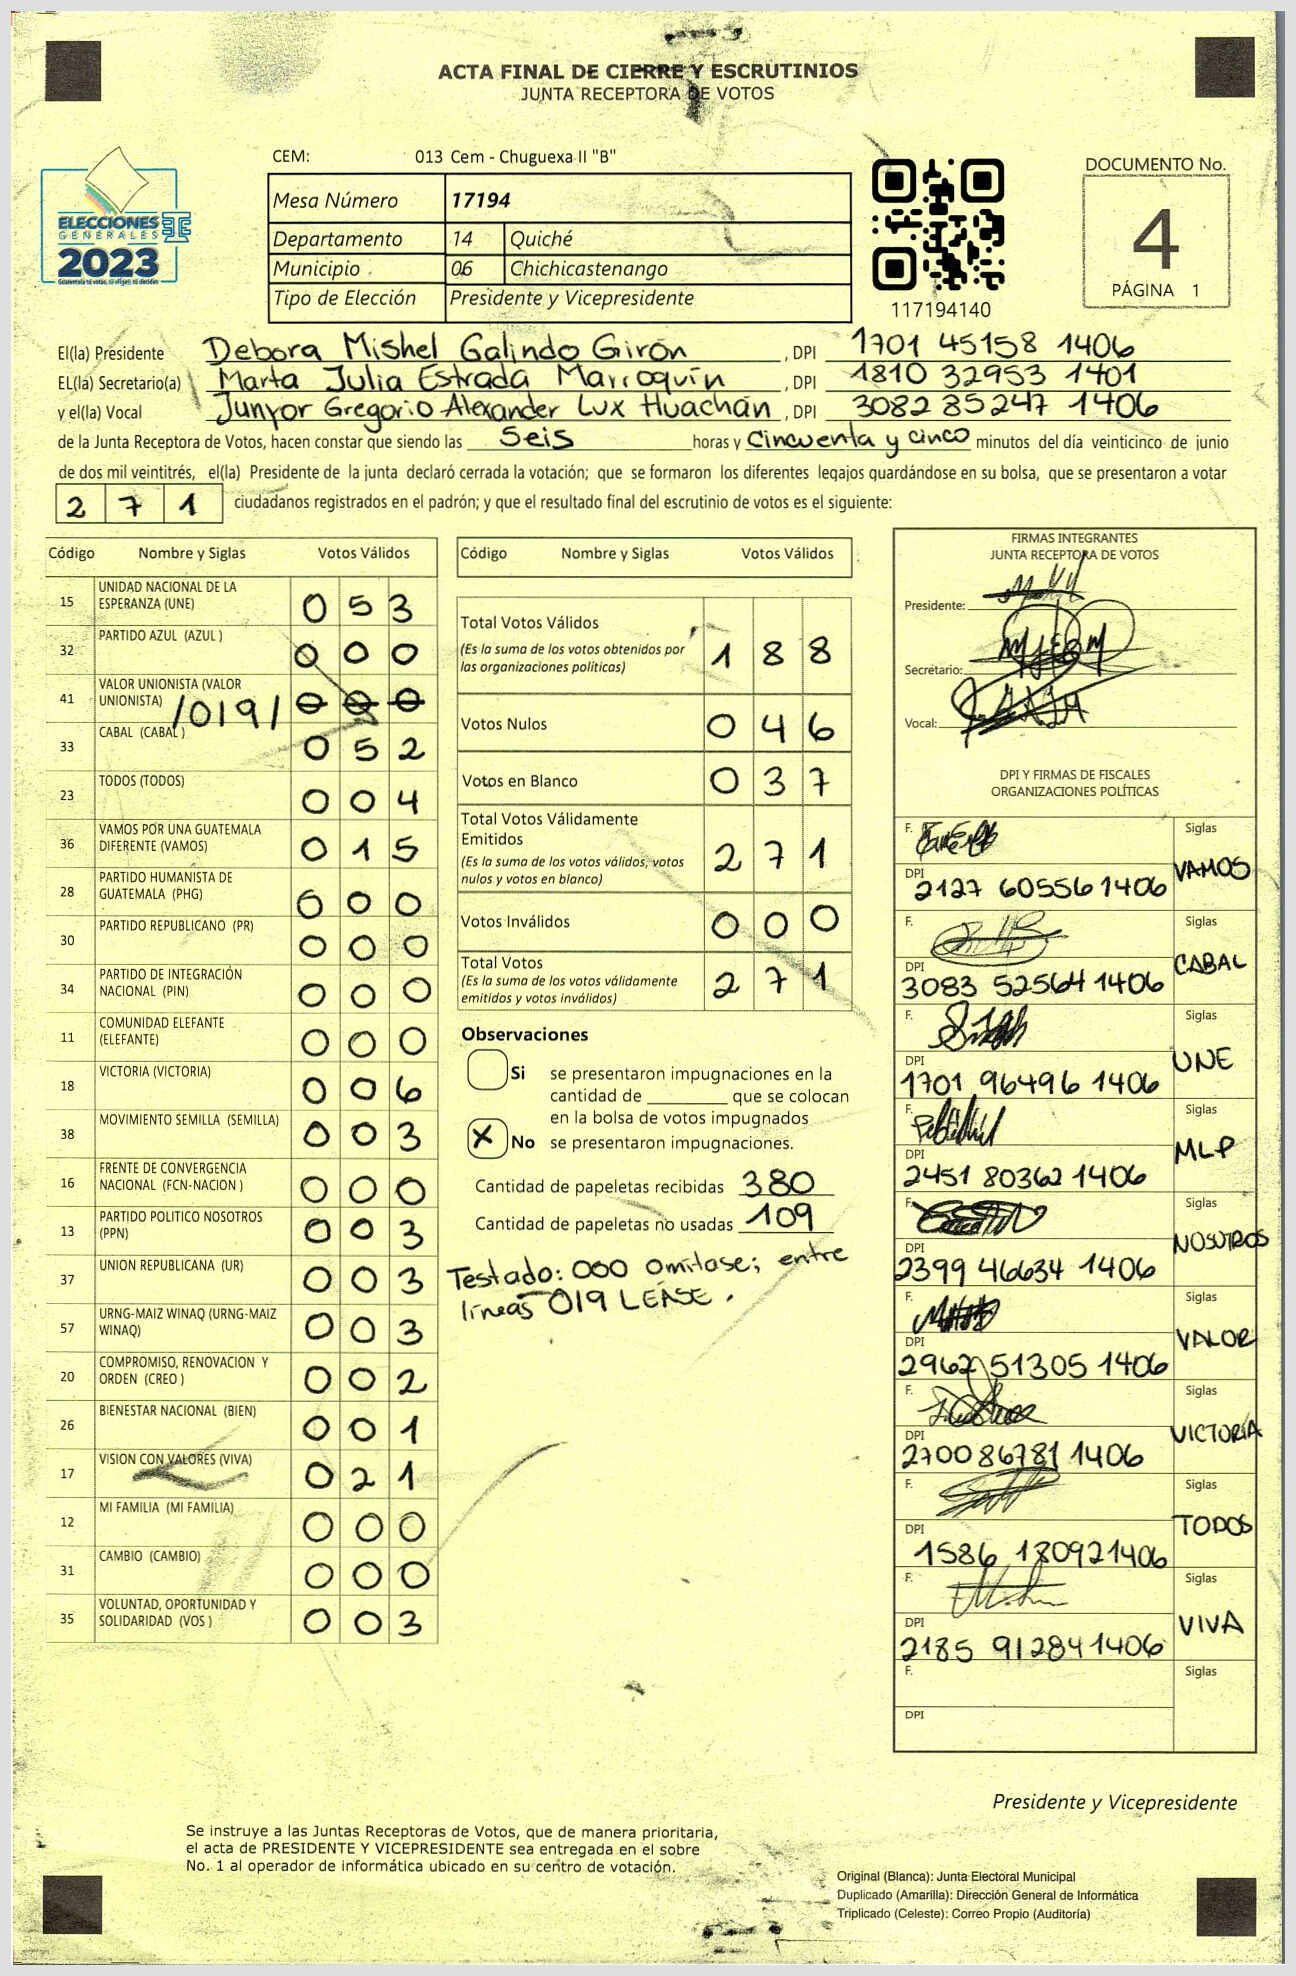 ACTA FINAL DE CIERRE Y ESCRUTINIOS
JUNTA RECEPTORA DE VOTOS
CEM: 013 Cem - Chuguexa II "B"
ELECCIONES
GENERALES
2023
Guatemala tú votas, tú eliges, tú decides
Mesa Número 17194
Departamento 14 Quiché
Municipio 06 Chichicastenango
Tipo de Elección Presidente y Vicepresidente
117194140
DOCUMENTO No.
4
PÁGINA 1
El(la) Presidente Debora Mishel Galindo Girón, DPI 1701 45158 1406
EL(la) Secretario(a) Marta Julia Estrada Marroquín, DPI 1810 32953 1401
y el(la) Vocal Junyor Gregorio Alexander Lux Huachán, DPI 3082 85247 1406
de la Junta Receptora de Votos, hacen constar que siendo las Seis horas y Cincuenta y cinco minutos del día veinticinco de junio
de dos mil veintitrés, el(la) Presidente de la junta declaró cerrada la votación; que se formaron los diferentes legajos guardándose en su bolsa, que se presentaron a votar
2 7 1 ciudadanos registrados en el padrón; y que el resultado final del escrutinio de votos es el siguiente:
Código Nombre y Siglas Votos Válidos
15 UNIDAD NACIONAL DE LA ESPERANZA (UNE) 0 5 3
32 PARTIDO AZUL (AZUL ) 0 0 0
41 VALOR UNIONISTA (VALOR UNIONISTA) /019/ 0 0 0
33 CABAL (CABAL ) 0 5 2
23 TODOS (TODOS) 0 0 4
36 VAMOS POR UNA GUATEMALA DIFERENTE (VAMOS) 0 1 5
28 PARTIDO HUMANISTA DE GUATEMALA (PHG) 0 0 0
30 PARTIDO REPUBLICANO (PR) 0 0 0
34 PARTIDO DE INTEGRACIÓN NACIONAL (PIN) 0 0 0
11 COMUNIDAD ELEFANTE (ELEFANTE) 0 0 0
18 VICTORIA (VICTORIA) 0 0 6
38 MOVIMIENTO SEMILLA (SEMILLA) 0 0 3
16 FRENTE DE CONVERGENCIA NACIONAL (FCN-NACION ) 0 0 0
13 PARTIDO POLITICO NOSOTROS (PPN) 0 0 3
37 UNION REPUBLICANA (UR) 0 0 3
57 URNG-MAIZ WINAQ (URNG-MAIZ WINAQ) 0 0 3
20 COMPROMISO, RENOVACION Y ORDEN (CREO ) 0 0 2
26 BIENESTAR NACIONAL (BIEN) 0 0 1
17 VISION CON VALORES (VIVA) 0 2 1
12 MI FAMILIA (MI FAMILIA) 0 0 0
31 CAMBIO (CAMBIO) 0 0 0
35 VOLUNTAD, OPORTUNIDAD Y SOLIDARIDAD (VOS ) 0 0 3
Código Nombre y Siglas Votos Válidos
Total Votos Válidos 1 8 8
(Es la suma de los votos obtenidos por
las organizaciones políticas)
Votos Nulos 0 4 6
Votos en Blanco 0 3 7
Total Votos Válidamente
Emitidos 2 7 1
(Es la suma de los votos válidos, votos
nulos y votos en blanco)
Votos Inválidos 0 0 0
Total Votos 2 7 1
(Es la suma de los votos válidamente
emitidos y votos inválidos)
Observaciones
Si se presentaron impugnaciones en la
cantidad de ________ que se colocan
en la bolsa de votos impugnados
X No se presentaron impugnaciones.
Cantidad de papeletas recibidas 380
Cantidad de papeletas no usadas 109
Testado: 000 omitase; entre
líneas 019 LEASE.
FIRMAS INTEGRANTES
JUNTA RECEPTORA DE VOTOS
Presidente:
Secretario:
Vocal:
DPI Y FIRMAS DE FISCALES
ORGANIZACIONES POLÍTICAS
F. Siglas
DPI 2127 60556 1406 VAMOS
F. Siglas
DPI 3083 52564 1406 CABAL
F. Siglas
DPI 1701 96496 1406 UNE
F. Siglas
DPI 2451 80362 1406 MLP
F. Siglas
DPI 2399 46634 1406 NOSOTROS
F. Siglas
DPI 2962 51305 1406 VALOR
F. Siglas
DPI 2700 86781 1406 VICTORIA
F. Siglas
DPI 1586 18092 1406 TODOS
F. Siglas
DPI 2185 91284 1406 VIVA
F. Siglas
DPI
Presidente y Vicepresidente
Se instruye a las Juntas Receptoras de Votos, que de manera prioritaria,
el acta de PRESIDENTE Y VICEPRESIDENTE sea entregada en el sobre
No. 1 al operador de informática ubicado en su centro de votación.
Original (Blanca): Junta Electoral Municipal
Duplicado (Amarilla): Dirección General de Informática
Triplicado (Celeste): Correo Propio (Auditoría)